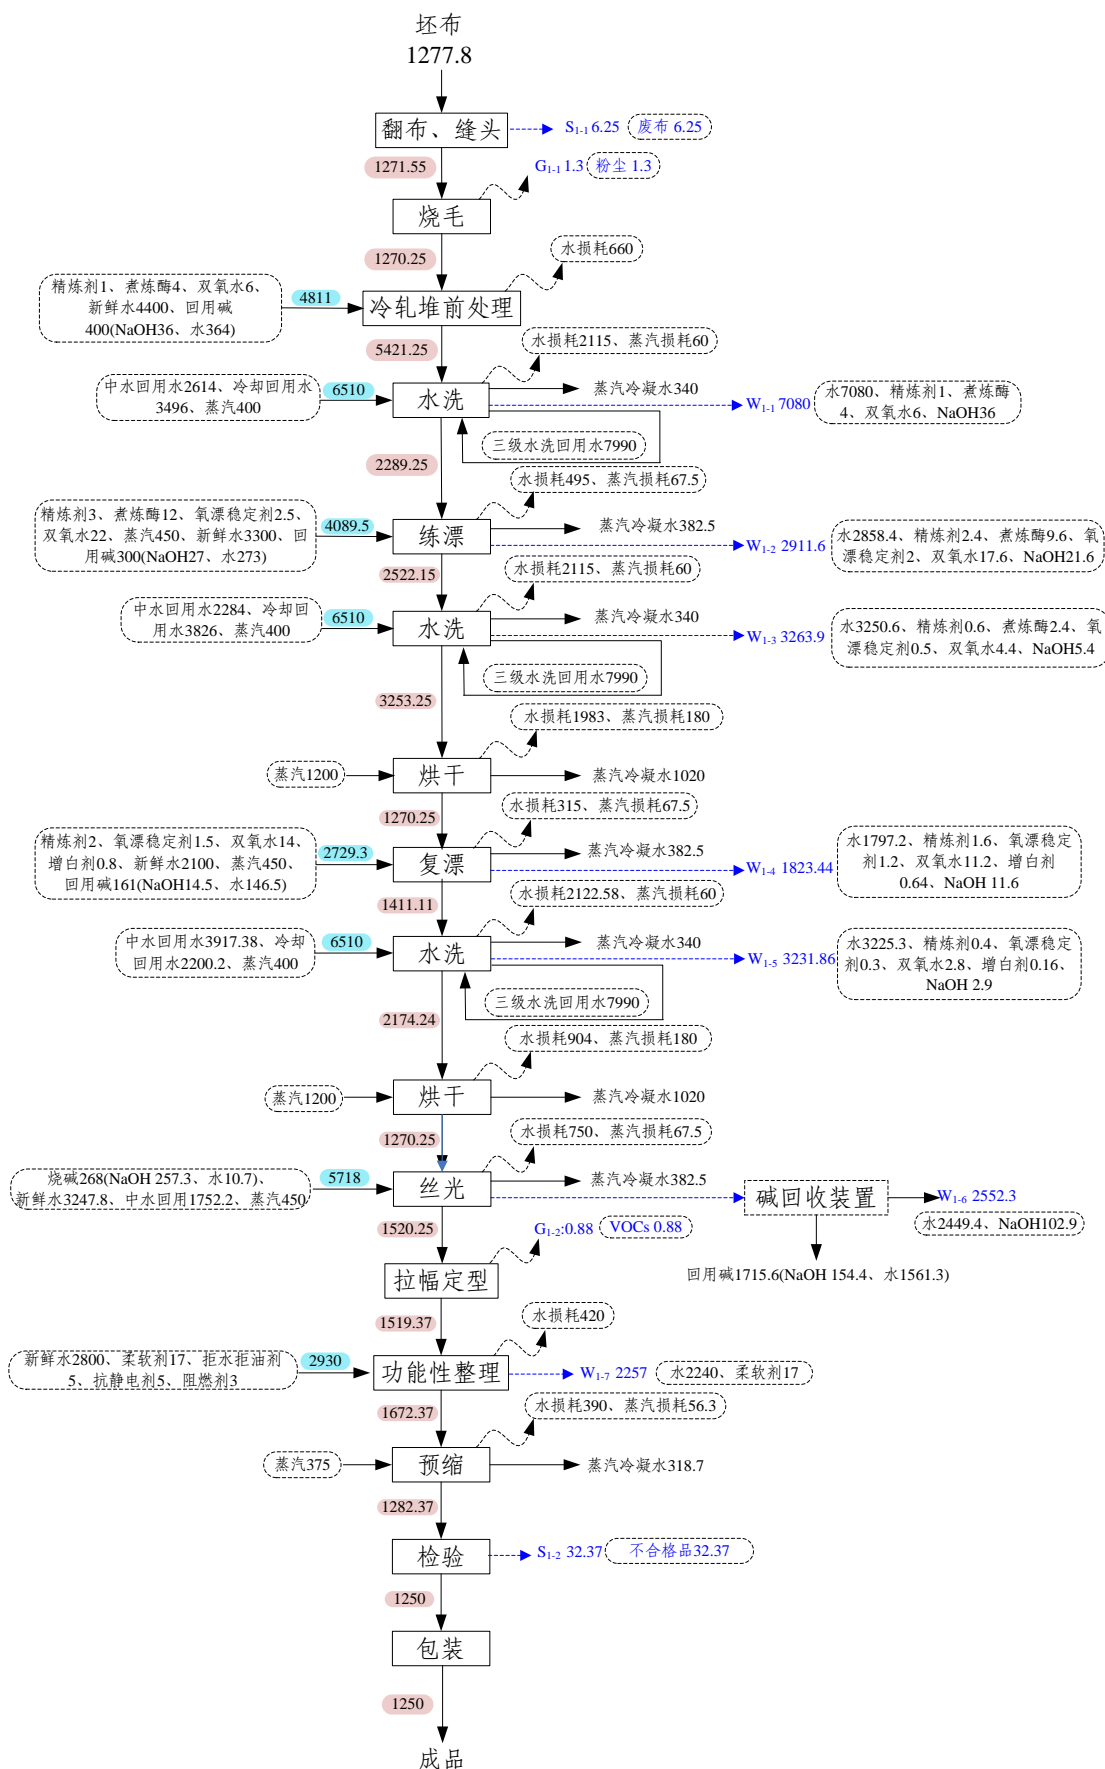 坯布
1277.8
翻布、缝头
S1-1 6.25
废布 6.25
1271.55
G1-1 1.3
粉尘 1.3
烧毛
1270.25
水损耗660
精炼剂1、煮炼酶4、双氧水6、
新鲜水4400、回用碱
400(NaOH36、水364)
4811
冷轧堆前处理
5421.25
水损耗2115、蒸汽损耗60
中水回用水2614、冷却回用水
3496、蒸汽400
6510
水洗
蒸汽冷凝水340
W1-1 7080
水7080、精炼剂1、煮炼酶
4、双氧水6、NaOH36
三级水洗回用水7990
2289.25
水损耗495、蒸汽损耗67.5
精炼剂3、煮炼酶12、氧漂稳定剂2.5、
双氧水22、蒸汽450、新鲜水3300、回
用碱300(NaOH27、水273)
4089.5
练漂
蒸汽冷凝水382.5
W1-2 2911.6
水2858.4、精炼剂2.4、煮炼酶9.6、氧
漂稳定剂2、双氧水17.6、NaOH21.6
2522.15
水损耗2115、蒸汽损耗60
中水回用水2284、冷却回
用水3826、蒸汽400
6510
水洗
蒸汽冷凝水340
W1-3 3263.9
水3250.6、精炼剂0.6、煮炼酶2.4、氧
漂稳定剂0.5、双氧水4.4、NaOH5.4
三级水洗回用水7990
3253.25
水损耗1983、蒸汽损耗180
蒸汽1200
烘干
蒸汽冷凝水1020
1270.25
水损耗315、蒸汽损耗67.5
精炼剂2、氧漂稳定剂1.5、双氧水14、
增白剂0.8、新鲜水2100、蒸汽450、
回用碱161(NaOH14.5、水146.5)
2729.3
复漂
蒸汽冷凝水382.5
W1-4 1823.44
水1797.2、精炼剂1.6、氧漂稳定
剂1.2、双氧水11.2、增白剂
0.64、NaOH 11.6
1411.11
水损耗2122.58、蒸汽损耗60
中水回用水3917.38、冷却
回用水2200.2、蒸汽400
6510
水洗
蒸汽冷凝水340
W1-5 3231.86
水3225.3、精炼剂0.4、氧漂稳定
剂0.3、双氧水2.8、增白剂0.16、
NaOH 2.9
三级水洗回用水7990
2174.24
水损耗904、蒸汽损耗180
蒸汽1200
烘干
蒸汽冷凝水1020
1270.25
水损耗750、蒸汽损耗67.5
烧碱268(NaOH 257.3、水10.7)、
新鲜水3247.8、中水回用1752.2、蒸汽450
5718
丝光
蒸汽冷凝水382.5
碱回收装置
W1-6 2552.3
水2449.4、NaOH102.9
回用碱1715.6(NaOH 154.4、水1561.3)
1520.25
G1-2:0.88
VOCs 0.88
拉幅定型
1519.37
水损耗420
新鲜水2800、柔软剂17、拒水拒油剂
5、抗静电剂5、阻燃剂3
2930
功能性整理
W1-7 2257
水2240、柔软剂17
1672.37
水损耗390、蒸汽损耗56.3
蒸汽375
预缩
蒸汽冷凝水318.7
1282.37
检验
S1-2 32.37
不合格品32.37
1250
包装
1250
成品